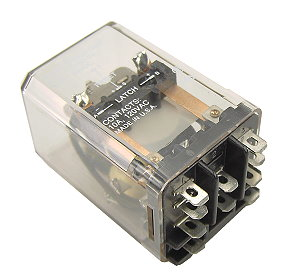 LATCH
CONTACTS
10A, 120VAC
MADE IN U.S.A.